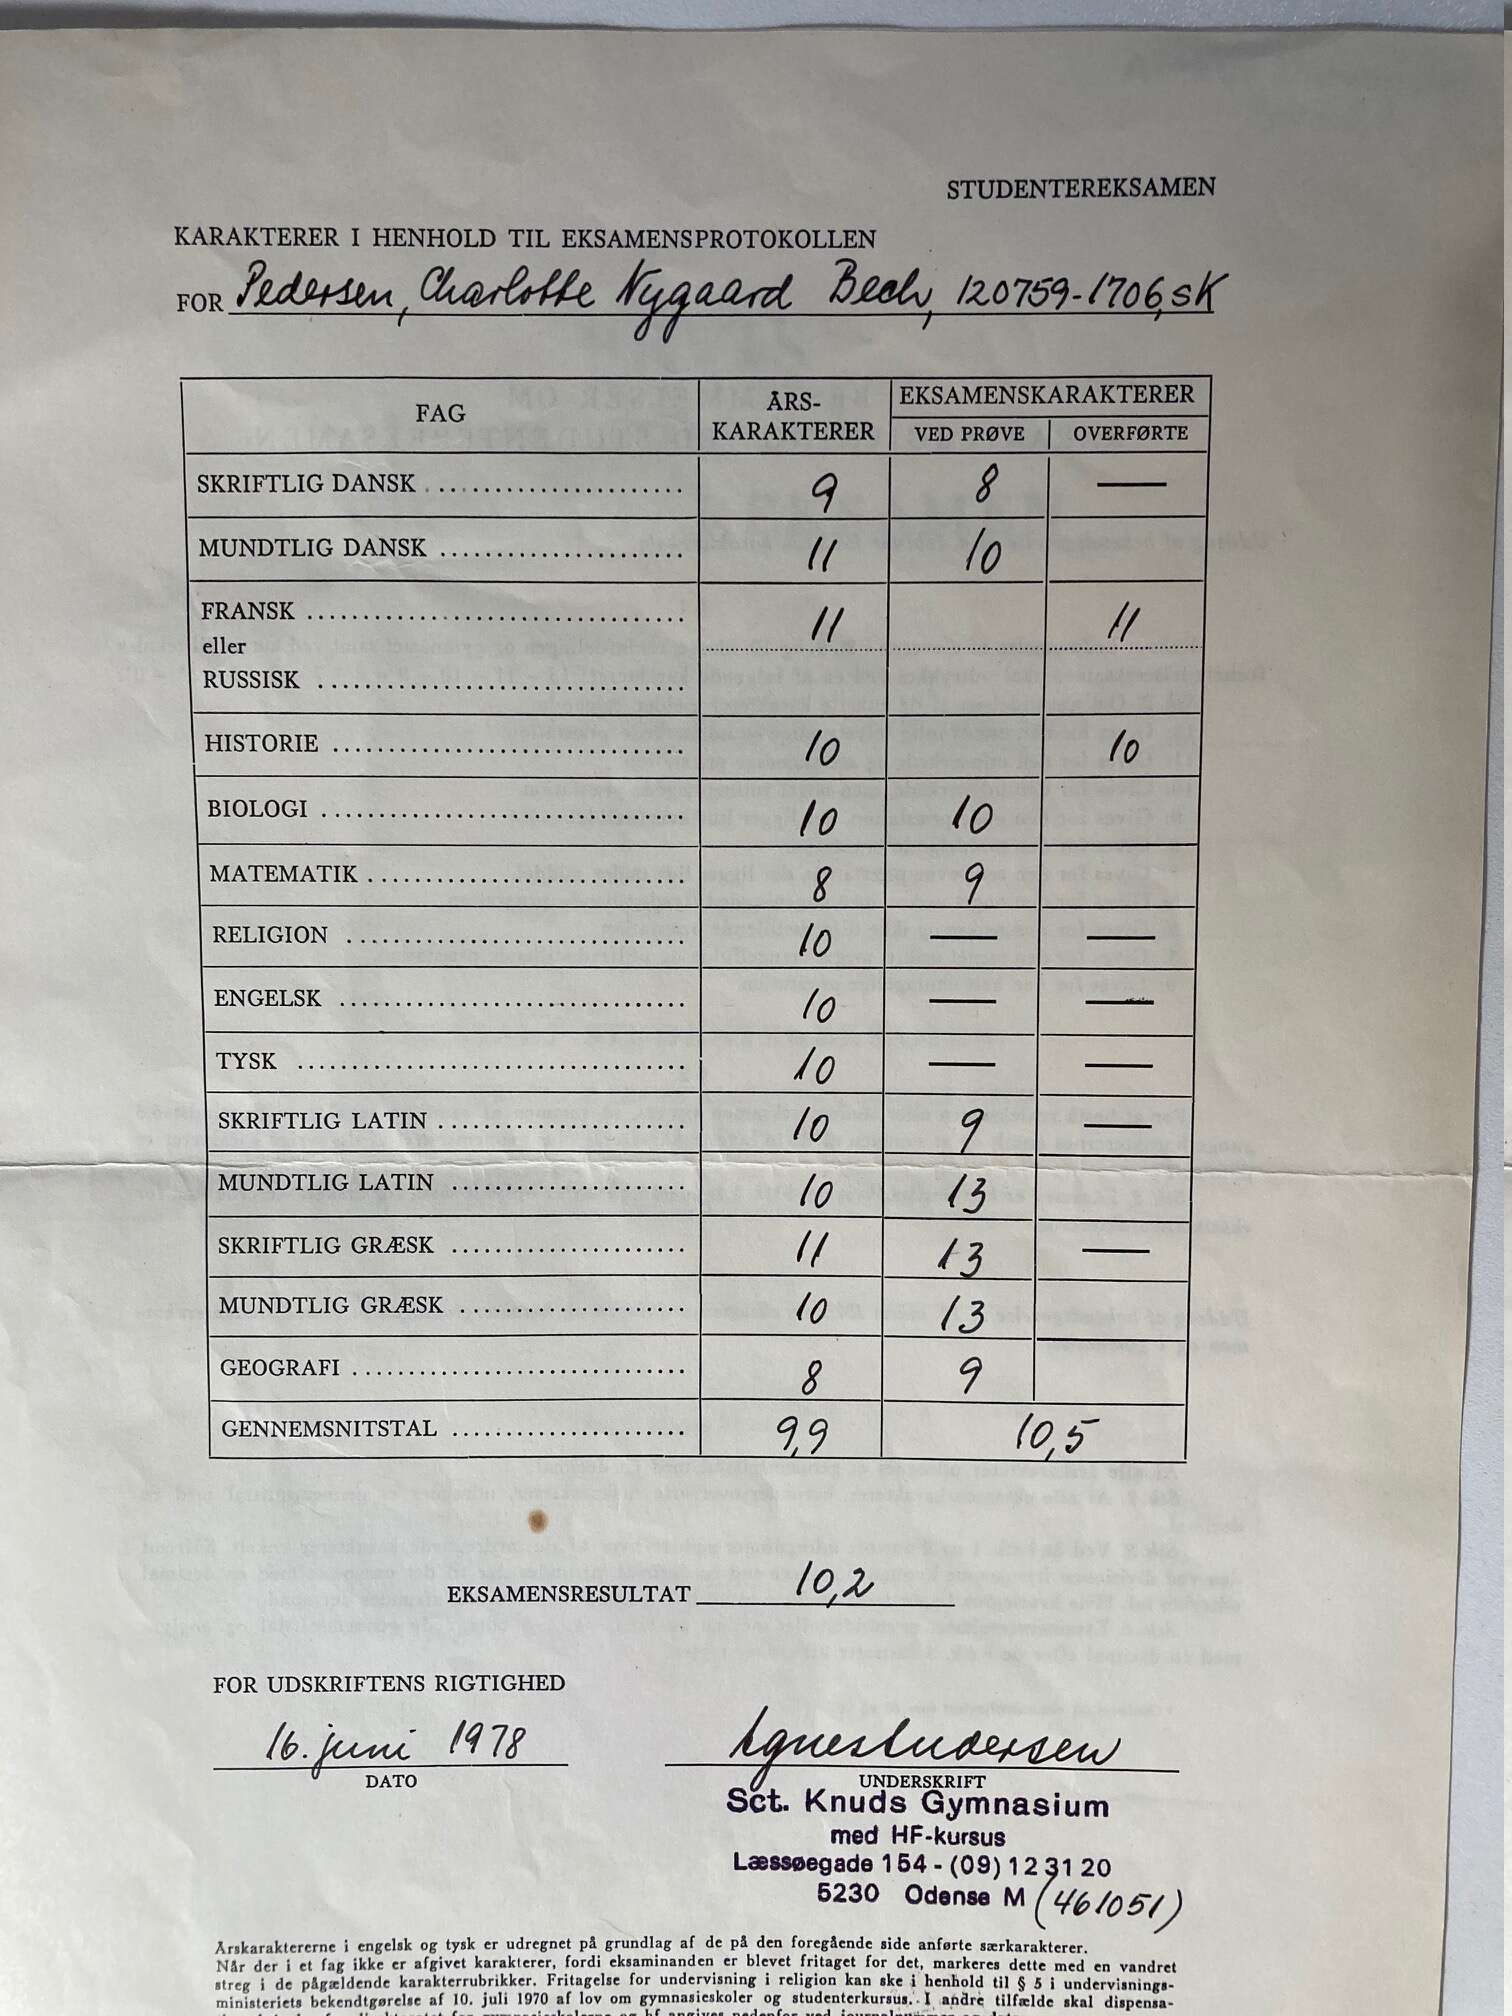 STUDENTEREKSAMEN
KARAKTERER I HENHOLD TIL EKSAMENSPROTOKOLLEN
FOR Pedersen, Charlotte Nygaard Bech, 120759-1706, sK
FAG ÅRS-KARAKTERER EKSAMENSKARAKTERER
VED PRØVE OVERFØRTE
SKRIFTLIG DANSK 9 8 —
MUNDTLIG DANSK 11 10
FRANSK 11 11
eller
RUSSISK
HISTORIE 10 10
BIOLOGI 10 10
MATEMATIK 8 9
RELIGION 10 — —
ENGELSK 10 — —
TYSK 10 — —
SKRIFTLIG LATIN 10 9 —
MUNDTLIG LATIN 10 13
SKRIFTLIG GRÆSK 11 13 —
MUNDTLIG GRÆSK 10 13
GEOGRAFI 8 9
GENNEMSNITSTAL 9,9 10,5
EKSAMENSRESULTAT 10,2
FOR UDSKRIFTENS RIGTIGHED
16. juni 1978 Agnes Andersen
DATO UNDERSKRIFT
Sct. Knuds Gymnasium
med HF-kursus
Læssøegade 154 - (09) 12 31 20
5230 Odense M (461051)
Årskaraktererne i engelsk og tysk er udregnet på grundlag af de på den foregående side anførte særkarakterer.
Når der i et fag ikke er afgivet karakterer, fordi eksaminanden er blevet fritaget for det, markeres dette med en vandret
streg i de pågældende karakterrubrikker. Fritagelse for undervisning i religion kan ske i henhold til § 5 i undervisnings-
ministeriets bekendtgørelse af 10. juli 1970 af lov om gymnasieskoler og studenterkursus. I andre tilfælde skal dispensa-